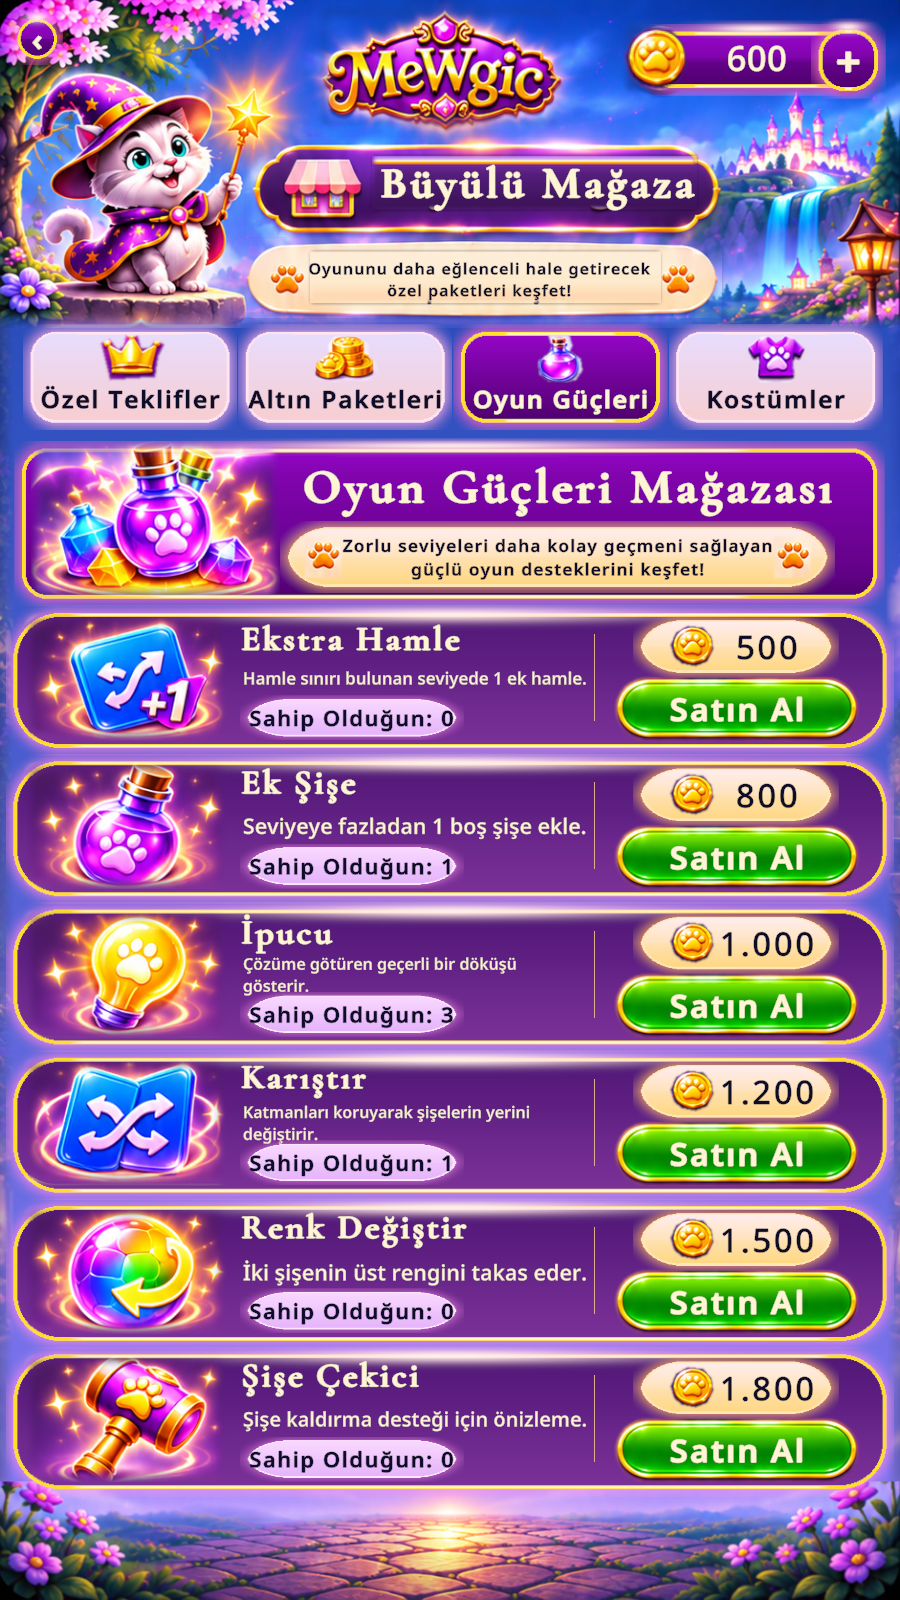 MeWgic
600
+
Büyülü Mağaza
Oyununu daha eğlenceli hale getirecek
özel paketleri keşfet!
Özel Teklifler
Altın Paketleri
Oyun Güçleri
Kostümler
Oyun Güçleri Mağazası
Zorlu seviyeleri daha kolay geçmeni sağlayan
güçlü oyun desteklerini keşfet!
+1
Ekstra Hamle
Hamle sınırı bulunan seviyede 1 ek hamle.
Sahip Olduğun: 0
500
Satın Al
Ek Şişe
Seviyeye fazladan 1 boş şişe ekle.
Sahip Olduğun: 1
800
Satın Al
İpucu
Çözüme götüren geçerli bir döküşü
gösterir.
Sahip Olduğun: 3
1.000
Satın Al
Karıştır
Katmanları koruyarak şişelerin yerini
değiştirir.
Sahip Olduğun: 1
1.200
Satın Al
Renk Değiştir
İki şişenin üst rengini takas eder.
Sahip Olduğun: 0
1.500
Satın Al
Şişe Çekici
Şişe kaldırma desteği için önizleme.
Sahip Olduğun: 0
1.800
Satın Al